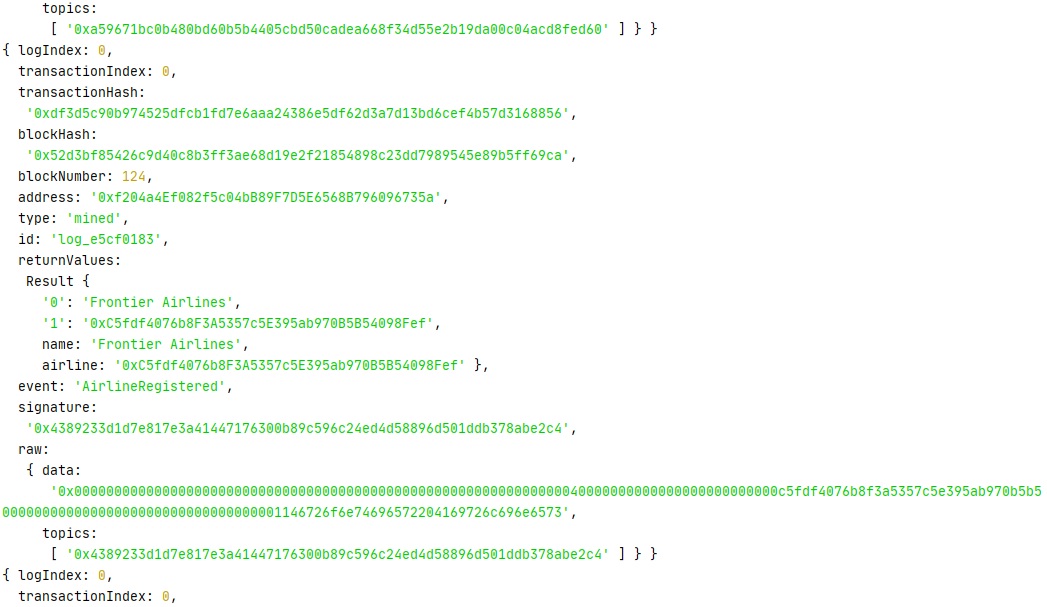 topics:
[ '0xa59671bc0b480bd60b5b4405cbd50cadea668f34d55e2b19da00c04acd8fed60' ] } }
{ logIndex: 0,
transactionIndex: 0,
transactionHash:
'0xdf3d5c90b974525dfcb1fd7e6aaa24386e5df62d3a7d13bd6cef4b57d3168856',
blockHash:
'0x52d3bf85426c9d40c8b3ff3ae68d19e2f21854898c23dd7989545e89b5ff69ca',
blockNumber: 124,
address: '0xf204a4Ef082f5c04bB89F7D5E6568B796096735a',
type: 'mined',
id: 'log_e5cf0183',
returnValues:
Result {
'0': 'Frontier Airlines',
'1': '0xC5fdf4076b8F3A5357c5E395ab970B5B54098Fef',
name: 'Frontier Airlines',
airline: '0xC5fdf4076b8F3A5357c5E395ab970B5B54098Fef' },
event: 'AirlineRegistered',
signature:
'0x4389233d1d7e817e3a41447176300b89c596c24ed4d58896d501ddb378abe2c4',
raw:
{ data:
'0x0000000000000000000000000000000000000000000000000000000000000040000000000000000000000000c5fdf4076b8f3a5357c5e395ab970b5b5
00000000000000000000000000000000001146726f6e74696572204169726c696e6573',
topics:
[ '0x4389233d1d7e817e3a41447176300b89c596c24ed4d58896d501ddb378abe2c4' ] } }
{ logIndex: 0,
transactionIndex: 0,